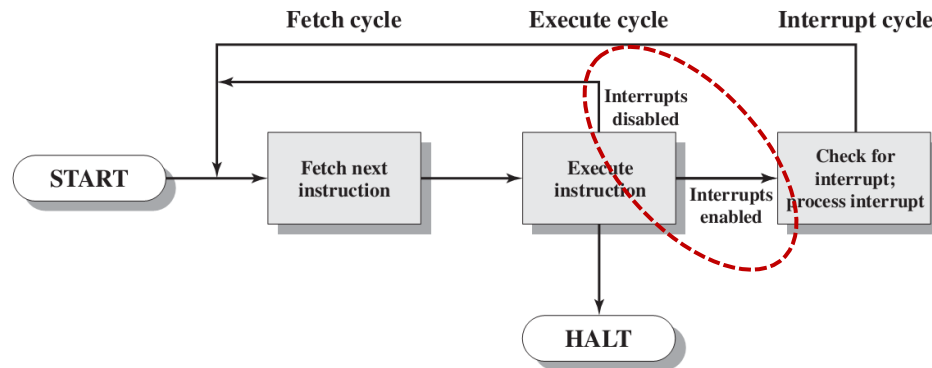 Fetch cycle
Execute cycle
Interrupt cycle
Interrupts
disabled
START
Fetch next
instruction
Execute
instruction
Interrupts
enabled
Check for
interrupt;
process interrupt
HALT